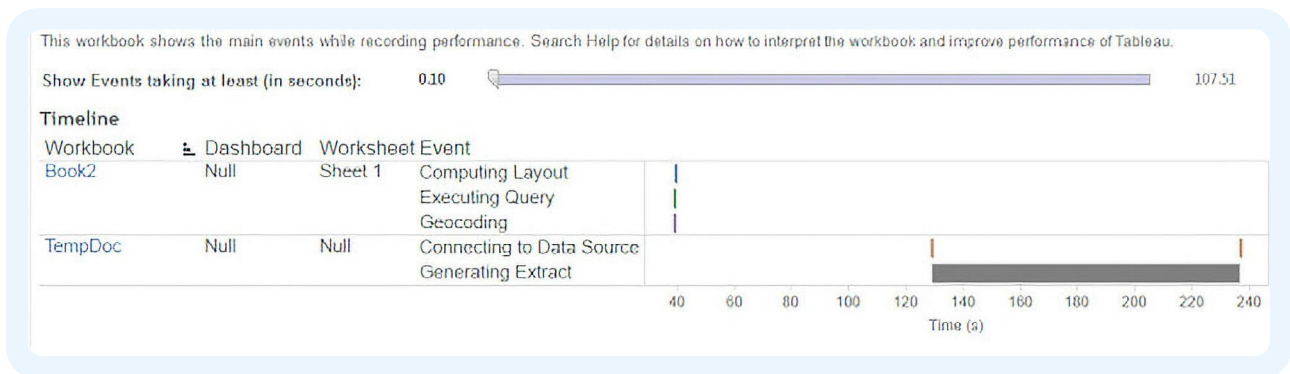 This workbook shows the main events while recording performance. Search Help for details on how to interpret the workbook and improve performance of Tableau.
Show Events taking at least (in seconds): 0.10 107.51
Timeline
Workbook Dashboard Worksheet Event
Book2 Null Sheet 1 Computing Layout
Executing Query
Geocoding
TempDoc Null Null Connecting to Data Source
Generating Extract
40 60 80 100 120 140 160 180 200 220 240
Time (s)